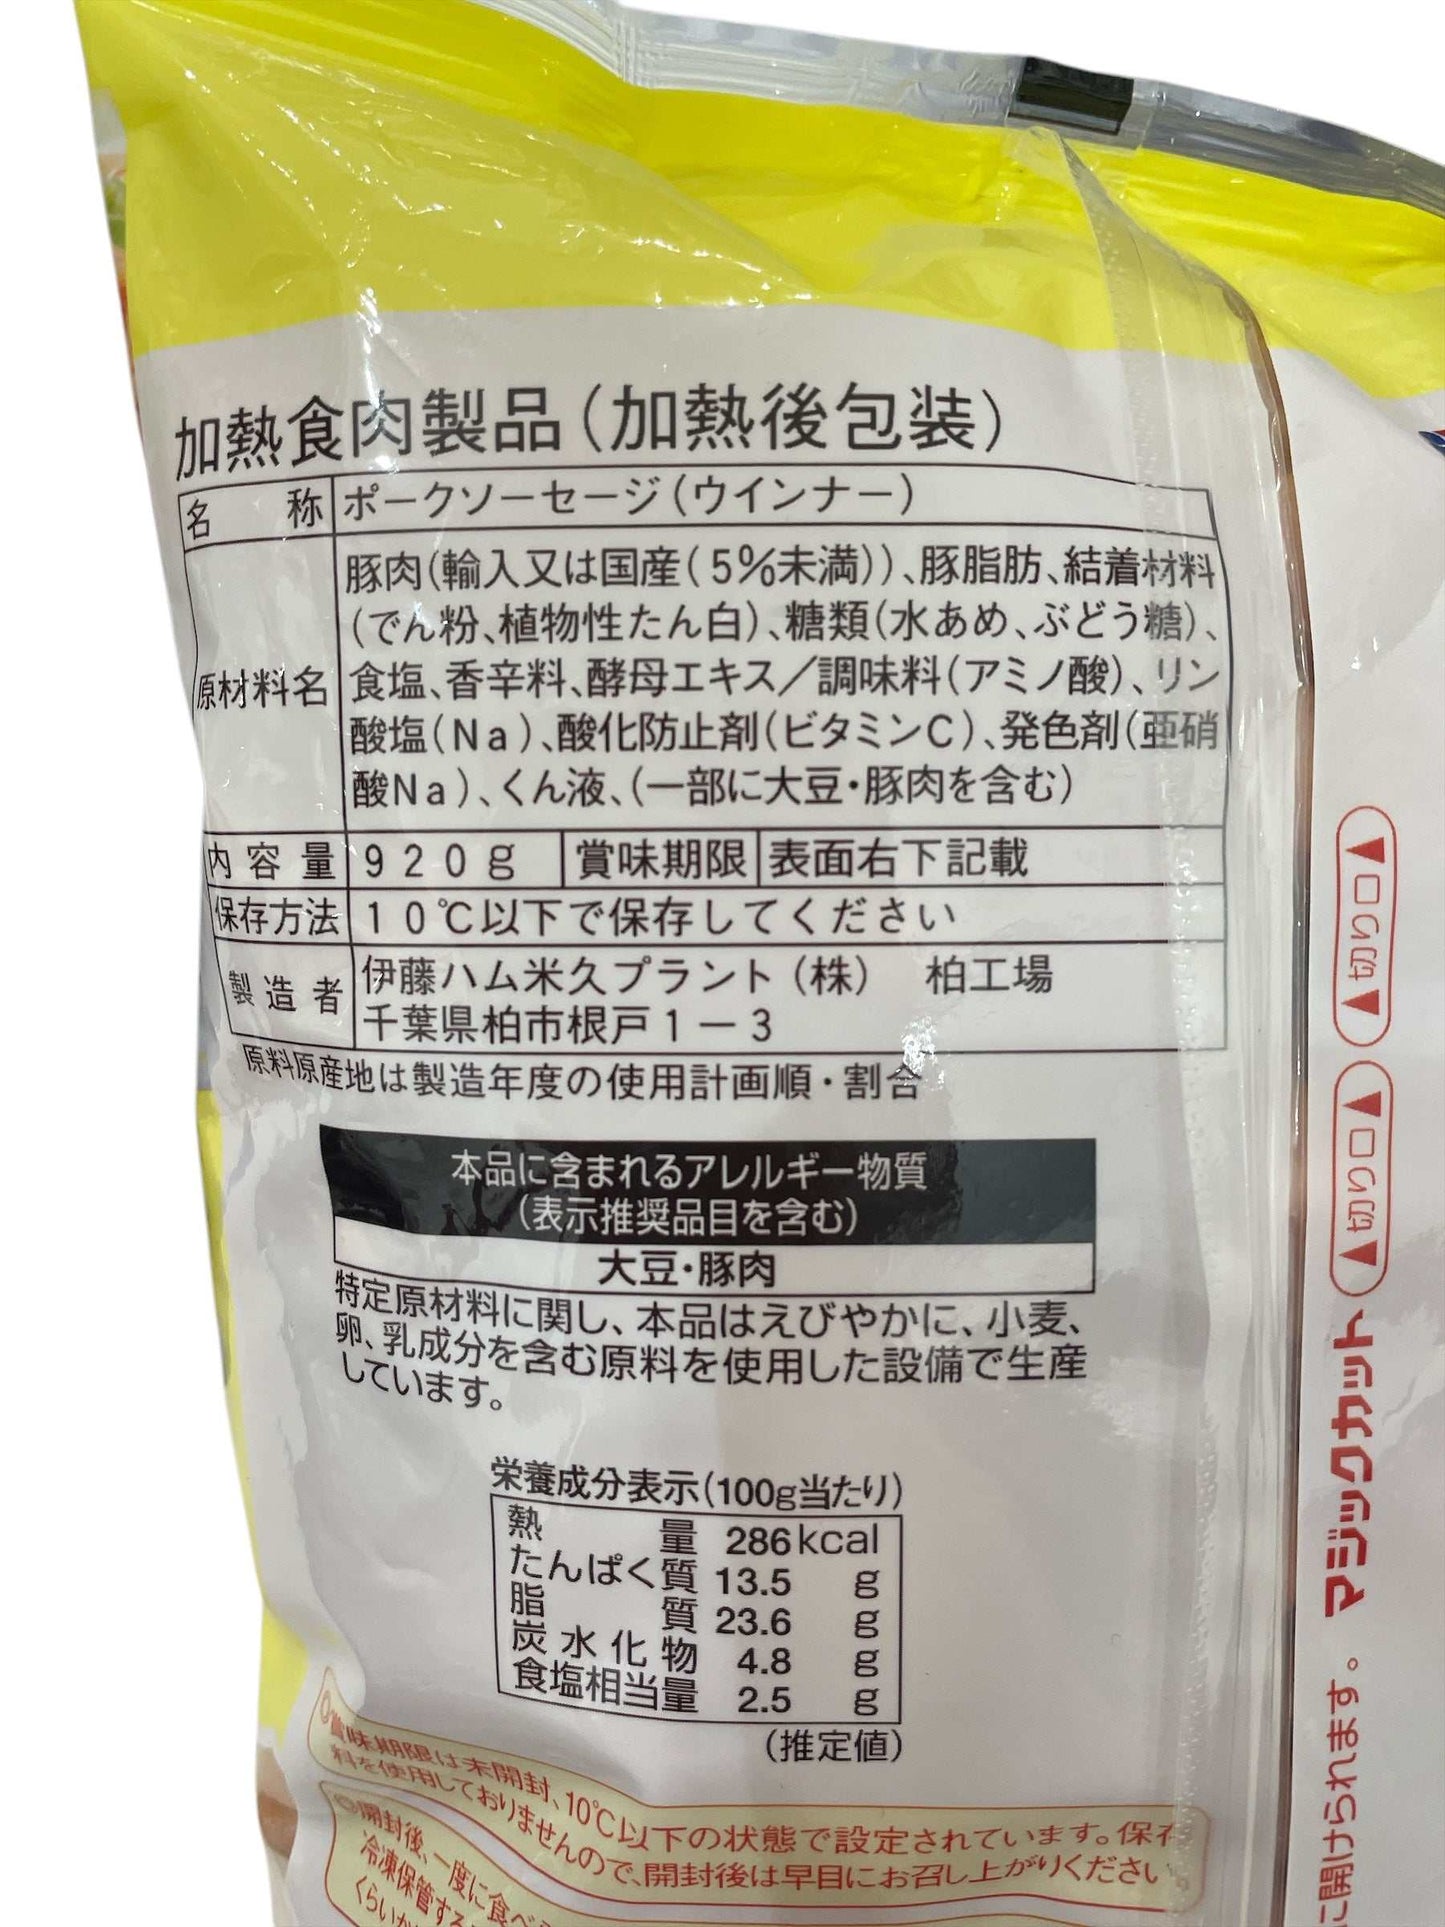 加熱食肉製品(加熱後包装)
名 称 ポークソーセージ(ウインナー)
原材料名 豚肉(輸入又は国産(5%未満))、豚脂肪、結着材料
(でん粉、植物性たん白)、糖類(水あめ、ぶどう糖)、
食塩、香辛料、酵母エキス/調味料(アミノ酸)、リン
酸塩(Na)、酸化防止剤(ビタミンC)、発色剤(亜硝
酸Na)、くん液、(一部に大豆・豚肉を含む)
内容量 920g 賞味期限 表面右下記載
保存方法 10℃以下で保存してください
製造者 伊藤ハム米久プラント(株) 柏工場
千葉県柏市根戸1-3
原料原産地は製造年度の使用計画順・割合
本品に含まれるアレルギー物質
(表示推奨品目を含む)
大豆・豚肉
特定原材料に関し、本品はえびやかに、小麦、
卵、乳成分を含む原料を使用した設備で生産
しています。
栄養成分表示(100g当たり)
熱量 286kcal
たんぱく質 13.5 g
脂質 23.6 g
炭水化物 4.8 g
食塩相当量 2.5 g
(推定値)
◎賞味期限は未開封、10℃以下の状態で設定されています。保存
料を使用しておりませんので、開封後は早目にお召し上がりください。
◎開封後、一度に食べ
冷凍保管する
くらい
▲切り口▼
▲切り口▼
に開けられます。 マジックカット